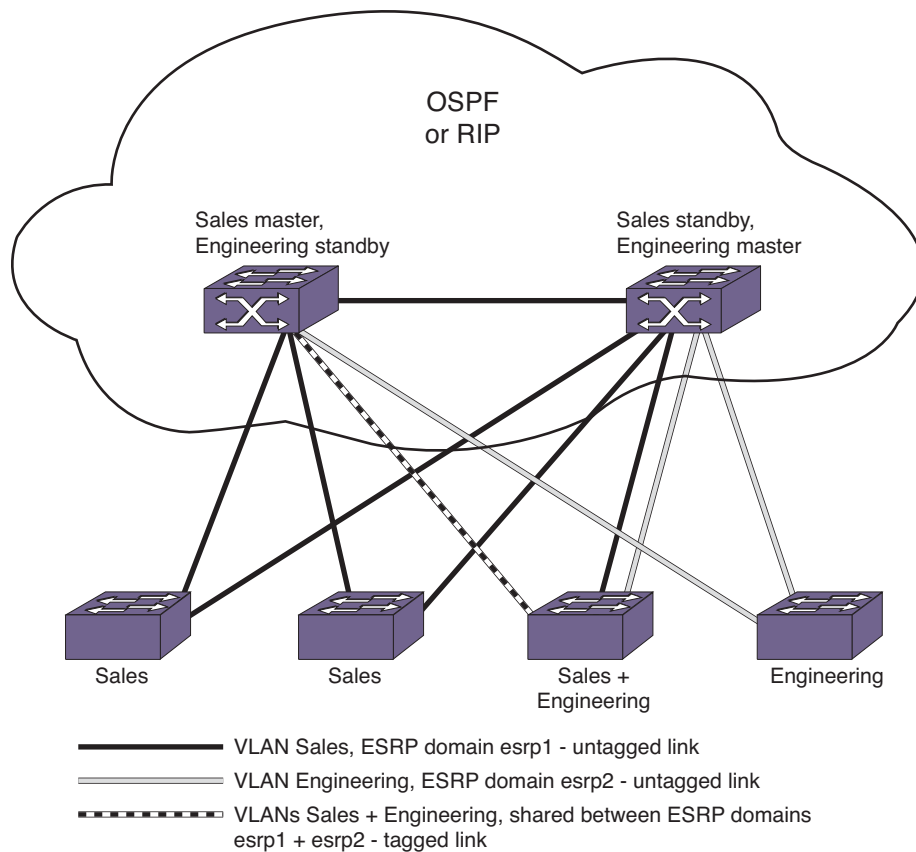 OSPF
or RIP
Sales master,
Engineering standby
Sales standby,
Engineering master
Sales
Sales
Sales +
Engineering
Engineering
VLAN Sales, ESRP domain esrp1 - untagged link
VLAN Engineering, ESRP domain esrp2 - untagged link
VLANs Sales + Engineering, shared between ESRP domains
esrp1 + esrp2 - tagged link